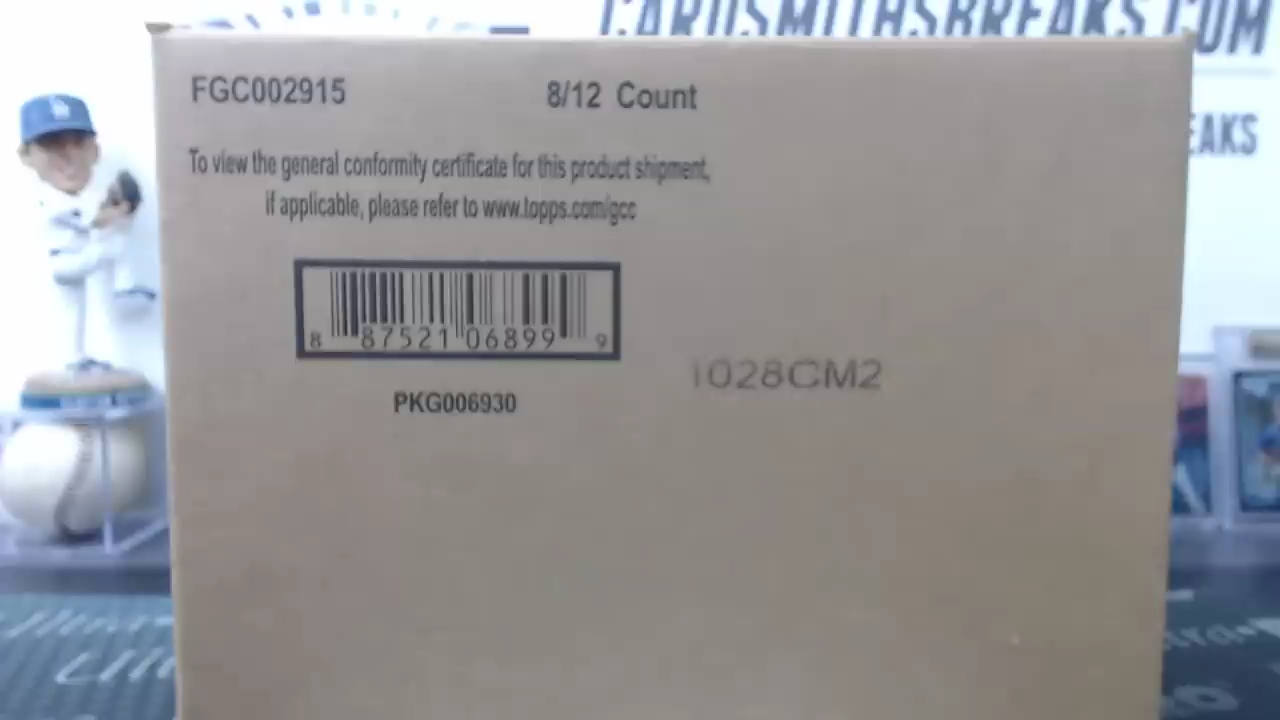 CARDSMITHSBREAKS.COM
EAKS
FGC002915 8/12 Count
To view the general conformity certificate for this product shipment,
if applicable, please refer to www.topps.com/gcc
8 87521 06899 9
1028CM2
PKG006930